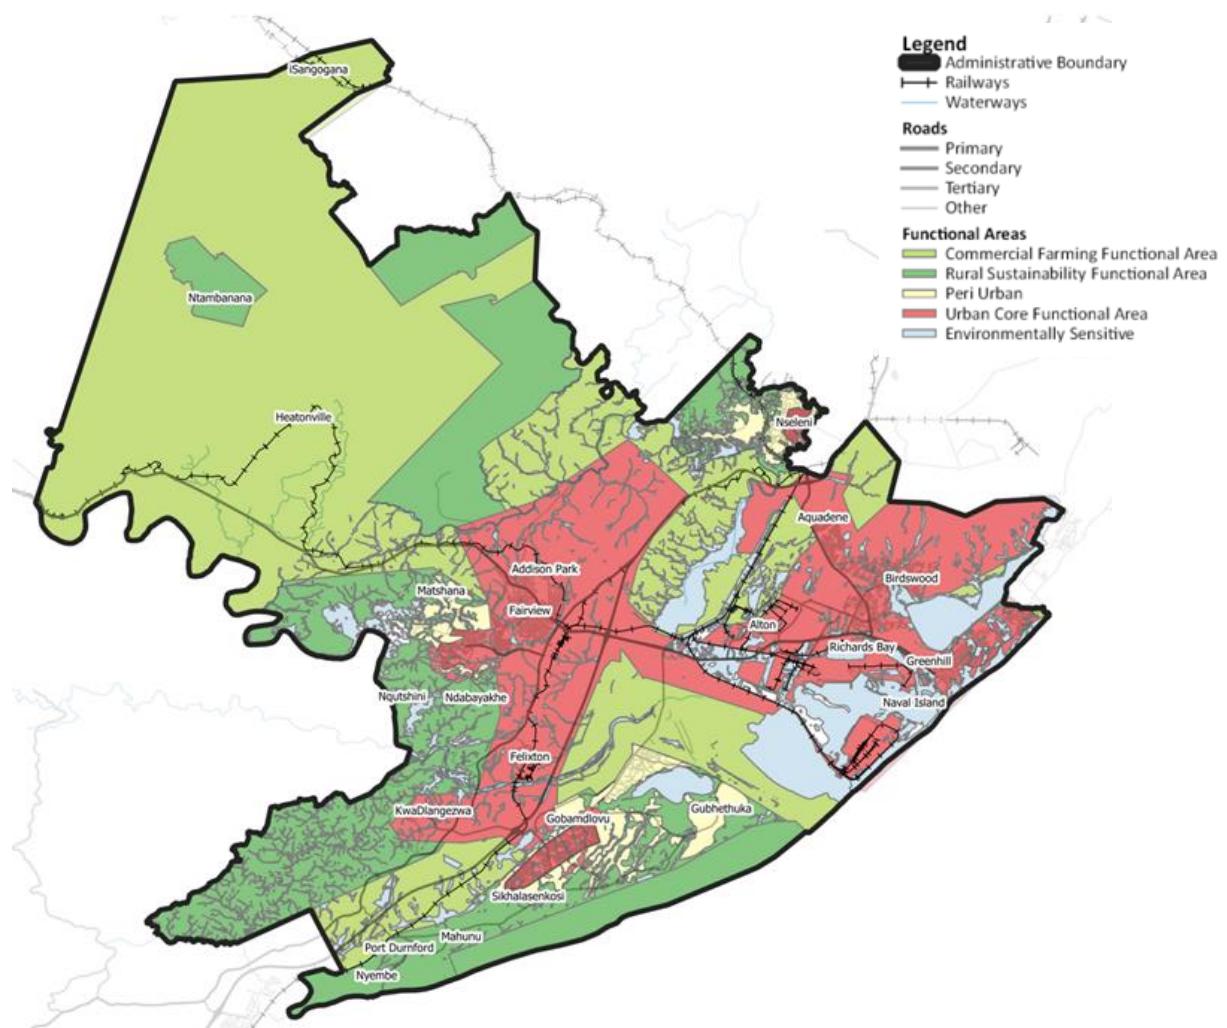 Legend
Administrative Boundary
Railways
Waterways
Roads
Primary
Secondary
Tertiary
Other
Functional Areas
Commercial Farming Functional Area
Rural Sustainability Functional Area
Peri Urban
Urban Core Functional Area
Environmentally Sensitive
iSangogana
Ntambanana
Heatonville
Nseleni
Aquadene
Addison Park
Birdswood
Matshana
Fairview
Alton
Richards Bay
Greenhill
Nqutshini
Ndabayakhe
Naval Island
Felixton
KwaDlangezwa
Gobamdlovu
Gubhethuka
Sikhalasenkosi
Mahunu
Port Durnford
Nyembe